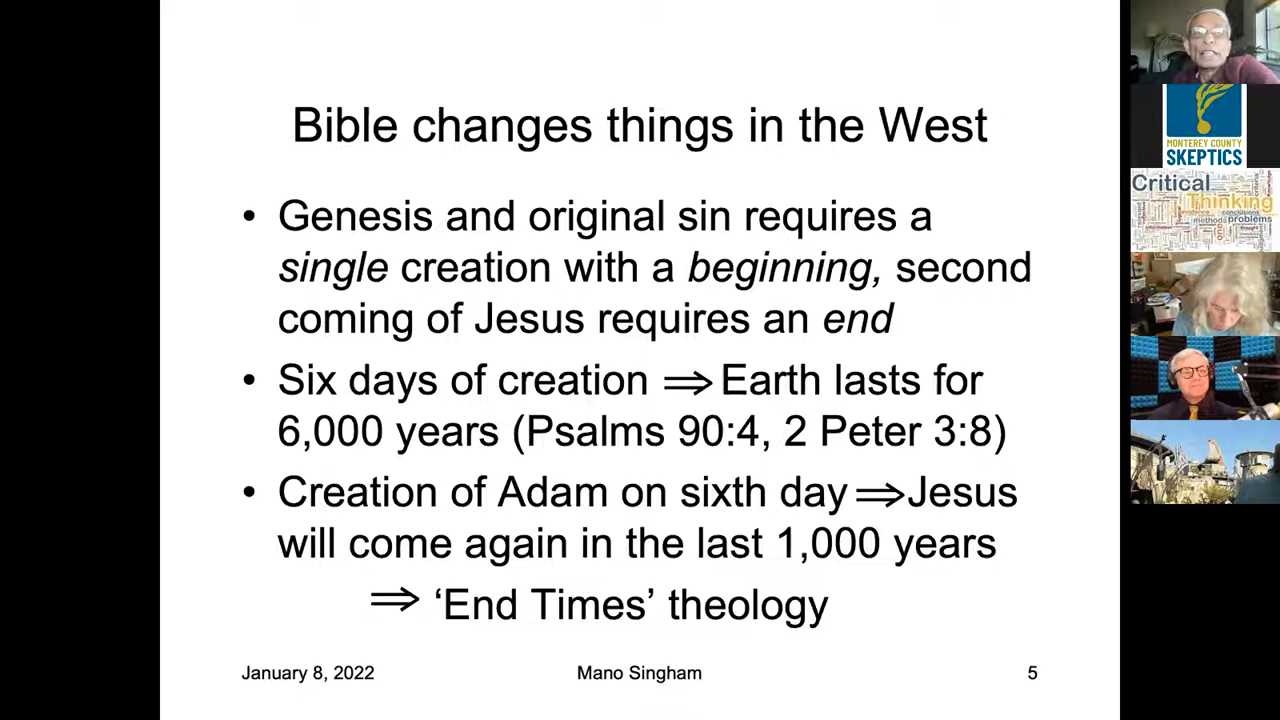 Bible changes things in the West
• Genesis and original sin requires a
single creation with a beginning, second
coming of Jesus requires an end
• Six days of creation ⇒ Earth lasts for
6,000 years (Psalms 90:4, 2 Peter 3:8)
• Creation of Adam on sixth day ⇒ Jesus
will come again in the last 1,000 years
⇒ ‘End Times’ theology
January 8, 2022 Mano Singham 5
MONTEREY COUNTY
SKEPTICS
Critical
Thinking
conclusions
methods problems